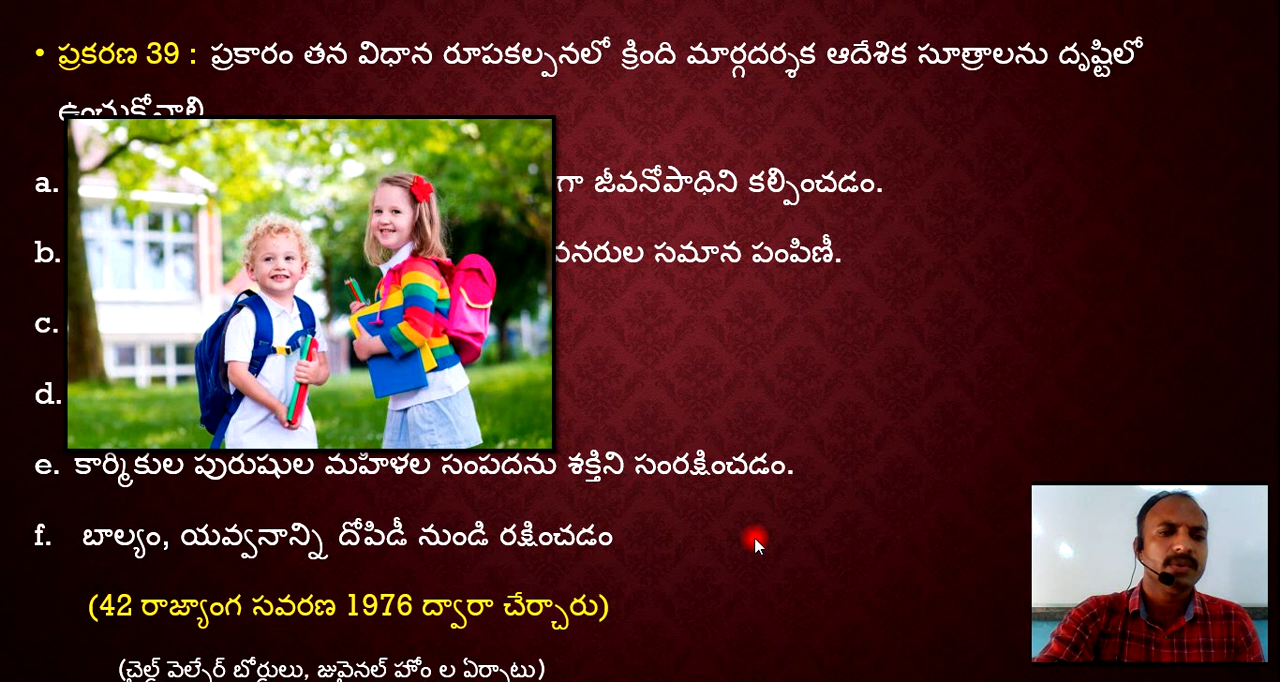 • ప్రకరణ 39 : ప్రకారం తన విధాన రూపకల్పనలో క్రింది మార్గదర్శక ఆదేశిక సూత్రాలను దృష్టిలో
ఉంచుకోవాలి
a. గా జీవనోపాధిని కల్పించడం.
b. సమాన పంపిణీ.
c.
d.
e. కార్మికుల పురుషుల మహిళల సంపదను శక్తిని సంరక్షించడం.
f. బాల్యం, యవ్వనాన్ని దోపిడీ నుండి రక్షించడం
(42 రాజ్యాంగ సవరణ 1976 ద్వారా చేర్చారు)
(చైల్డ్ వెల్ఫేర్ బోర్డులు, జువైనల్ హోం ల ఏర్పాటు)